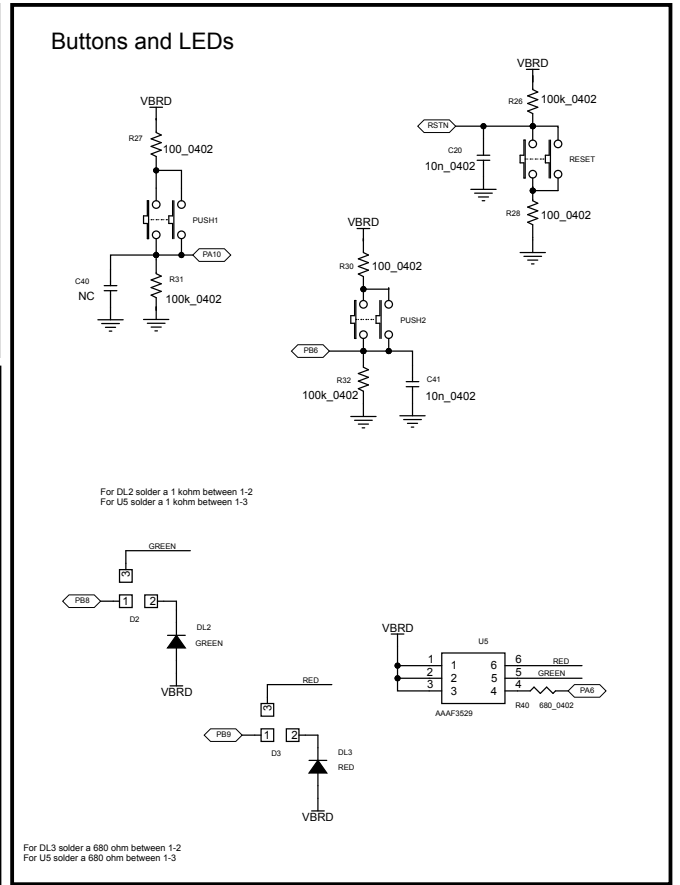 Buttons and LEDs
VBRD
R26
100k_0402
RSTN
C20
10n_0402
RESET
R28
100_0402
VBRD
R27
100_0402
PUSH1
PA10
C40
NC
R31
100k_0402
VBRD
R30
100_0402
PUSH2
PB6
R32
100k_0402
C41
10n_0402
For DL2 solder a 1 kohm between 1-2
For U5 solder a 1 kohm between 1-3
GREEN
3
PB8
1
2
D2
DL2
GREEN
VBRD
RED
3
PB9
1
2
D3
DL3
RED
VBRD
VBRD
U5
1 1 6 6 RED
2 2 5 5 GREEN
3 3 4 4 PA6
AAAF3529
R40 680_0402
For DL3 solder a 680 ohm between 1-2
For U5 solder a 680 ohm between 1-3